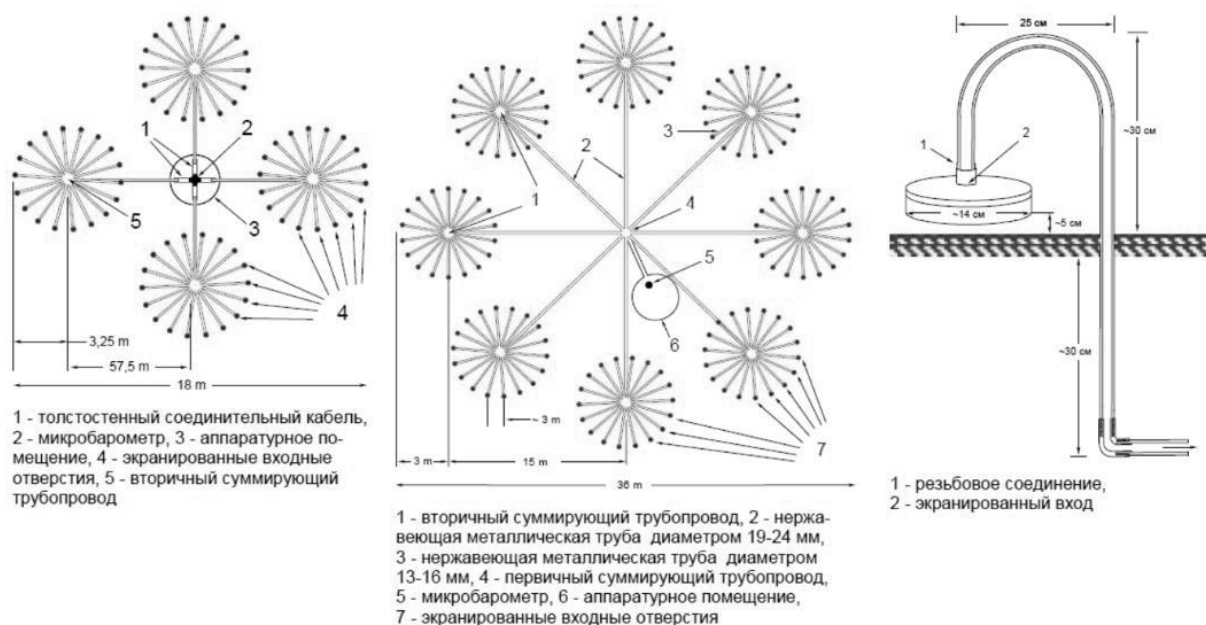 1
2
5
3
4
3,25 m
57,5 m
18 m
1 - толстостенный соединительный кабель,
2 - микробарометр, 3 - аппаратурное по-
мещение, 4 - экранированные входные
отверстия, 5 - вторичный суммирующий
трубопровод
4
3
2
1
4
5
6
7
~ 3 m
3 m
15 m
36 m
1 - вторичный суммирующий трубопровод, 2 - нержа-
веющая металлическая труба диаметром 19-24 мм,
3 - нержавеющая металлическая труба диаметром
13-16 мм, 4 - первичный суммирующий трубопровод,
5 - микробарометр, 6 - аппаратурное помещение,
7 - экранированные входные отверстия
25 см
~30 см
1
2
~14 см
~5 см
~30 см
1 - резьбовое соединение,
2 - экранированный вход